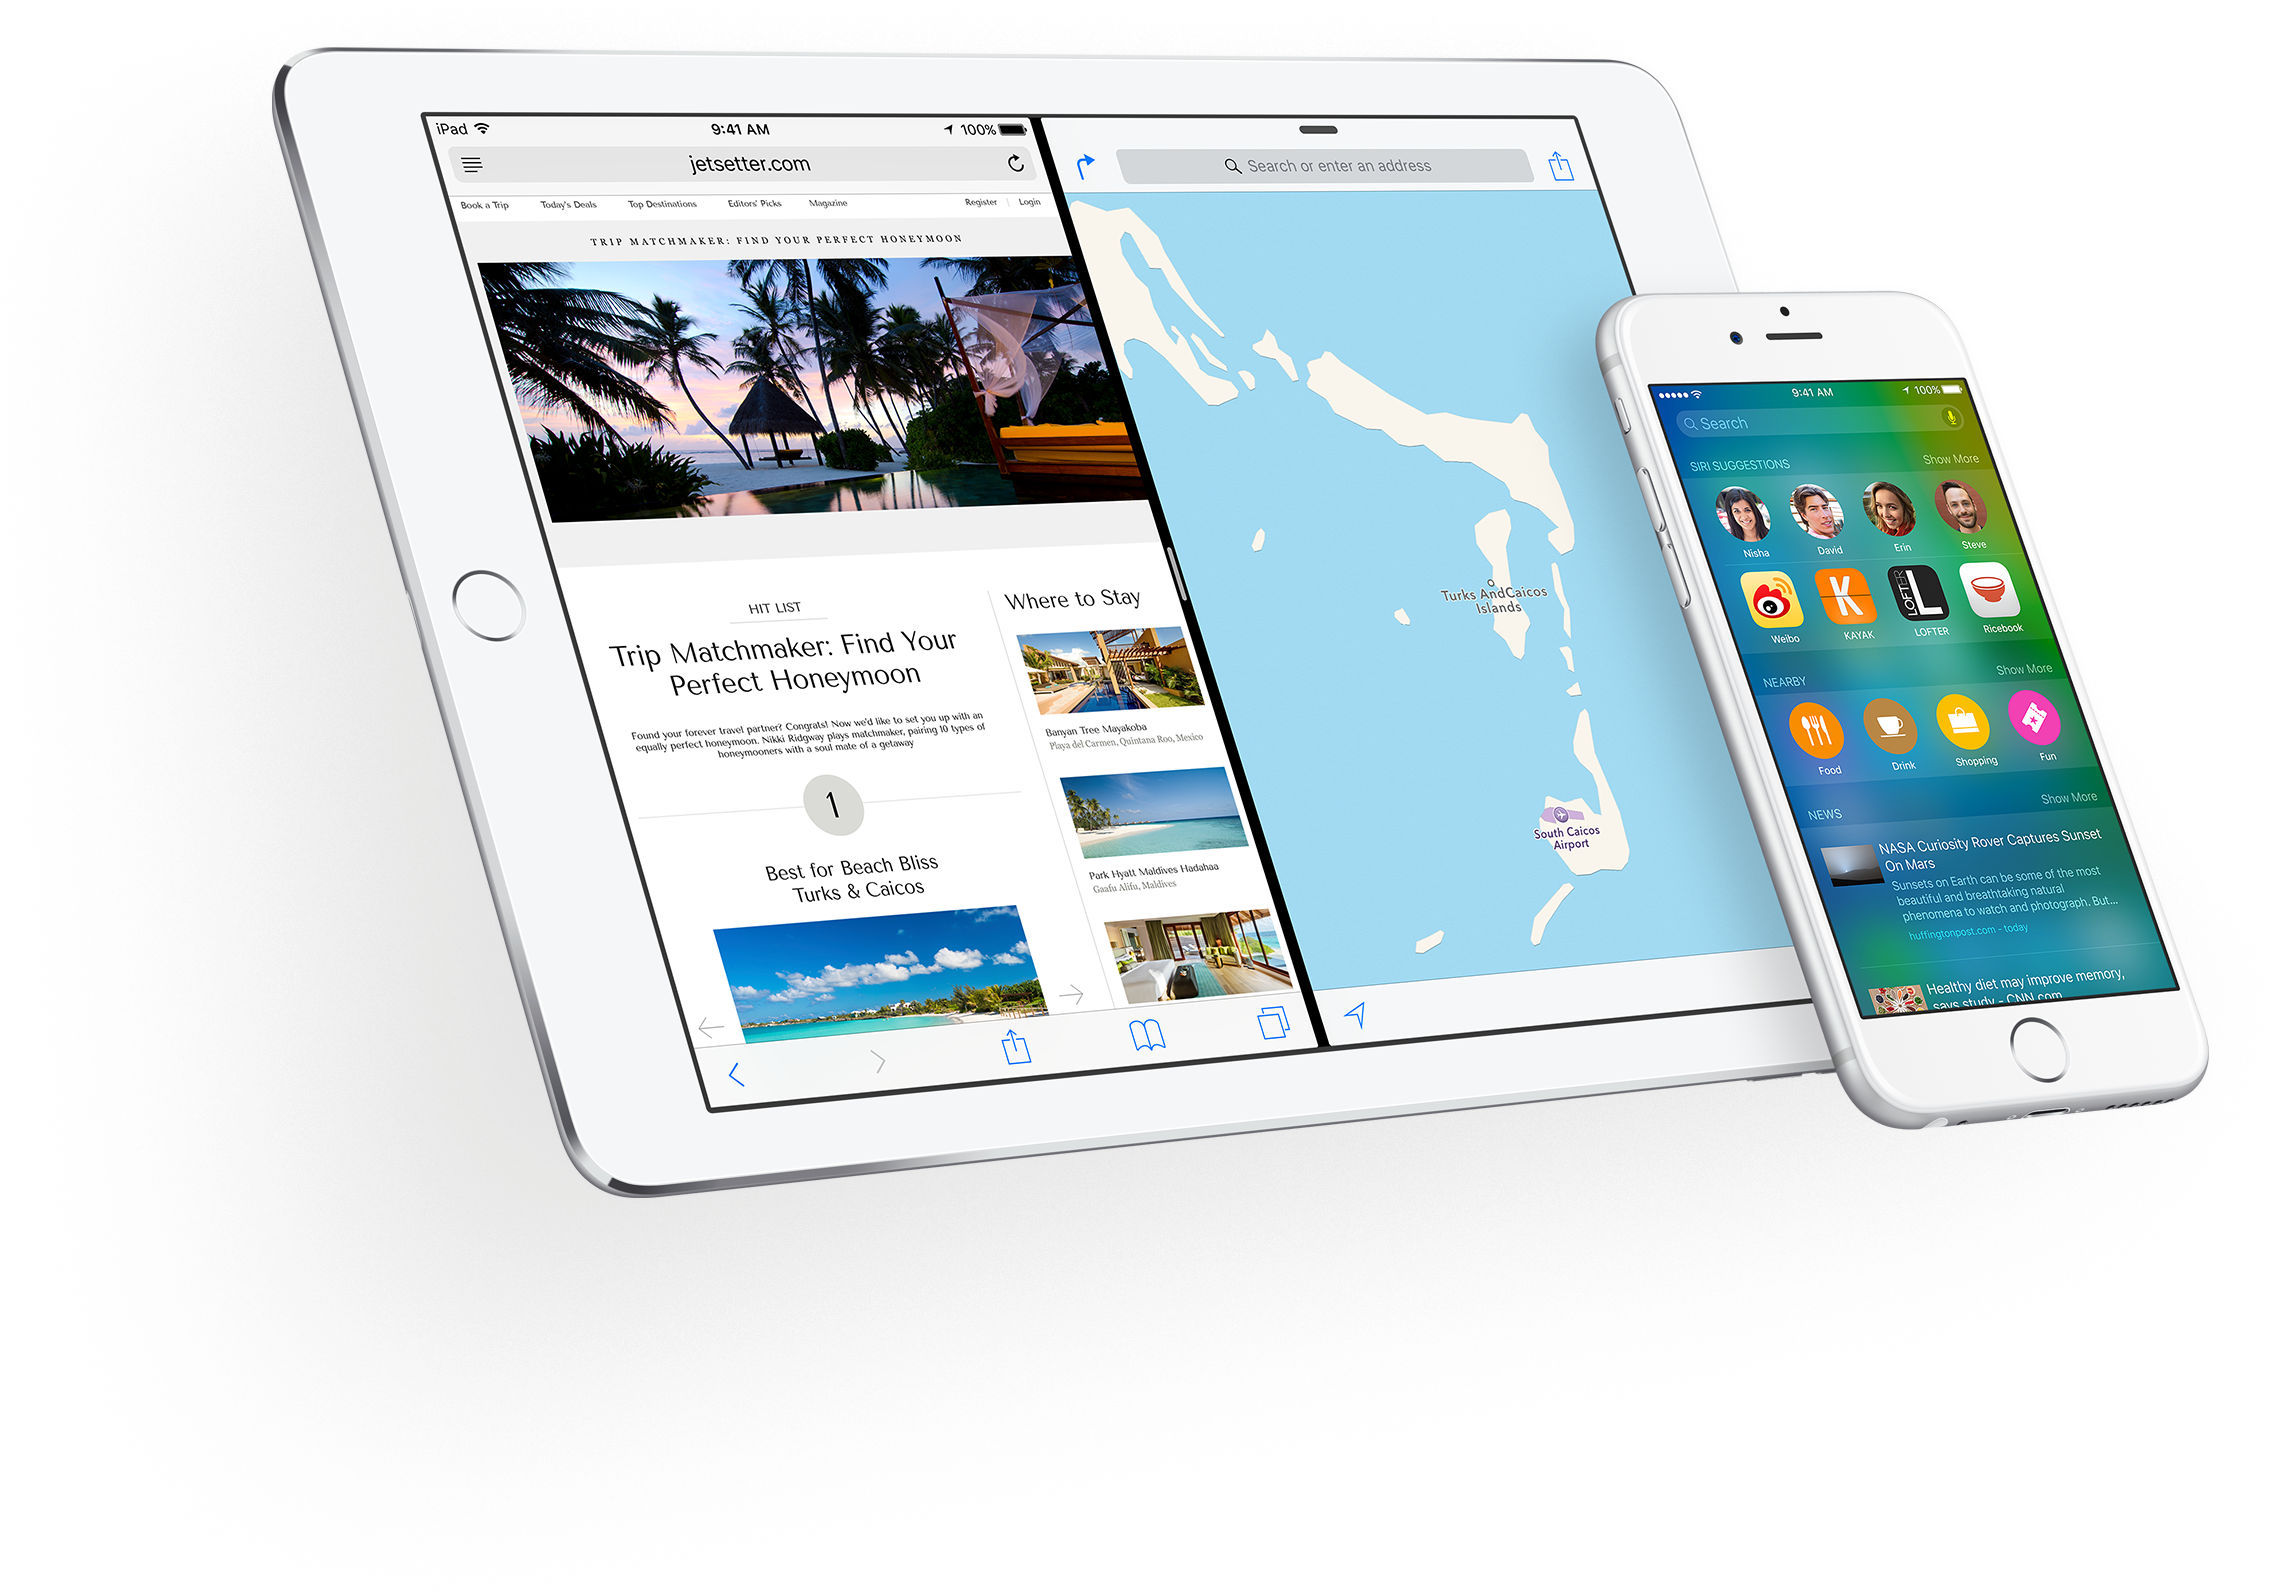 iPad
9:41 AM
100%
jetsetter.com
Book a Trip
Today's Deals
Top Destinations
Editors' Picks
Magazine
Register
Login
TRIP MATCHMAKER: FIND YOUR PERFECT HONEYMOON
HIT LIST
Trip Matchmaker: Find Your
Perfect Honeymoon
Found your forever travel partner? Congrats! Now we'd like to set you up with an
equally perfect honeymoon. Nikki Ridgway plays matchmaker, pairing 10 types of
honeymooners with a soul mate of a getaway
1
Best for Beach Bliss
Turks & Caicos
Where to Stay
Banyan Tree Mayakoba
Playa del Carmen, Quintana Roo, Mexico
Park Hyatt Maldives Hadahaa
Gaafu Alifu, Maldives
Search or enter an address
Turks AndCaicos
Islands
South Caicos
Airport
9:41 AM
100%
Search
SIRI SUGGESTIONS
Show More
Nisha
David
Erin
Steve
LOFTER
Weibo
KAYAK
LOFTER
Ricebook
NEARBY
Show More
Food
Drink
Shopping
Fun
NEWS
Show More
NASA Curiosity Rover Captures Sunset
On Mars
Sunsets on Earth can be some of the most
beautiful and breathtaking natural
phenomena to watch and photograph. But...
huffingtonpost.com - today
Healthy diet may improve memory,
says study - CNN.com